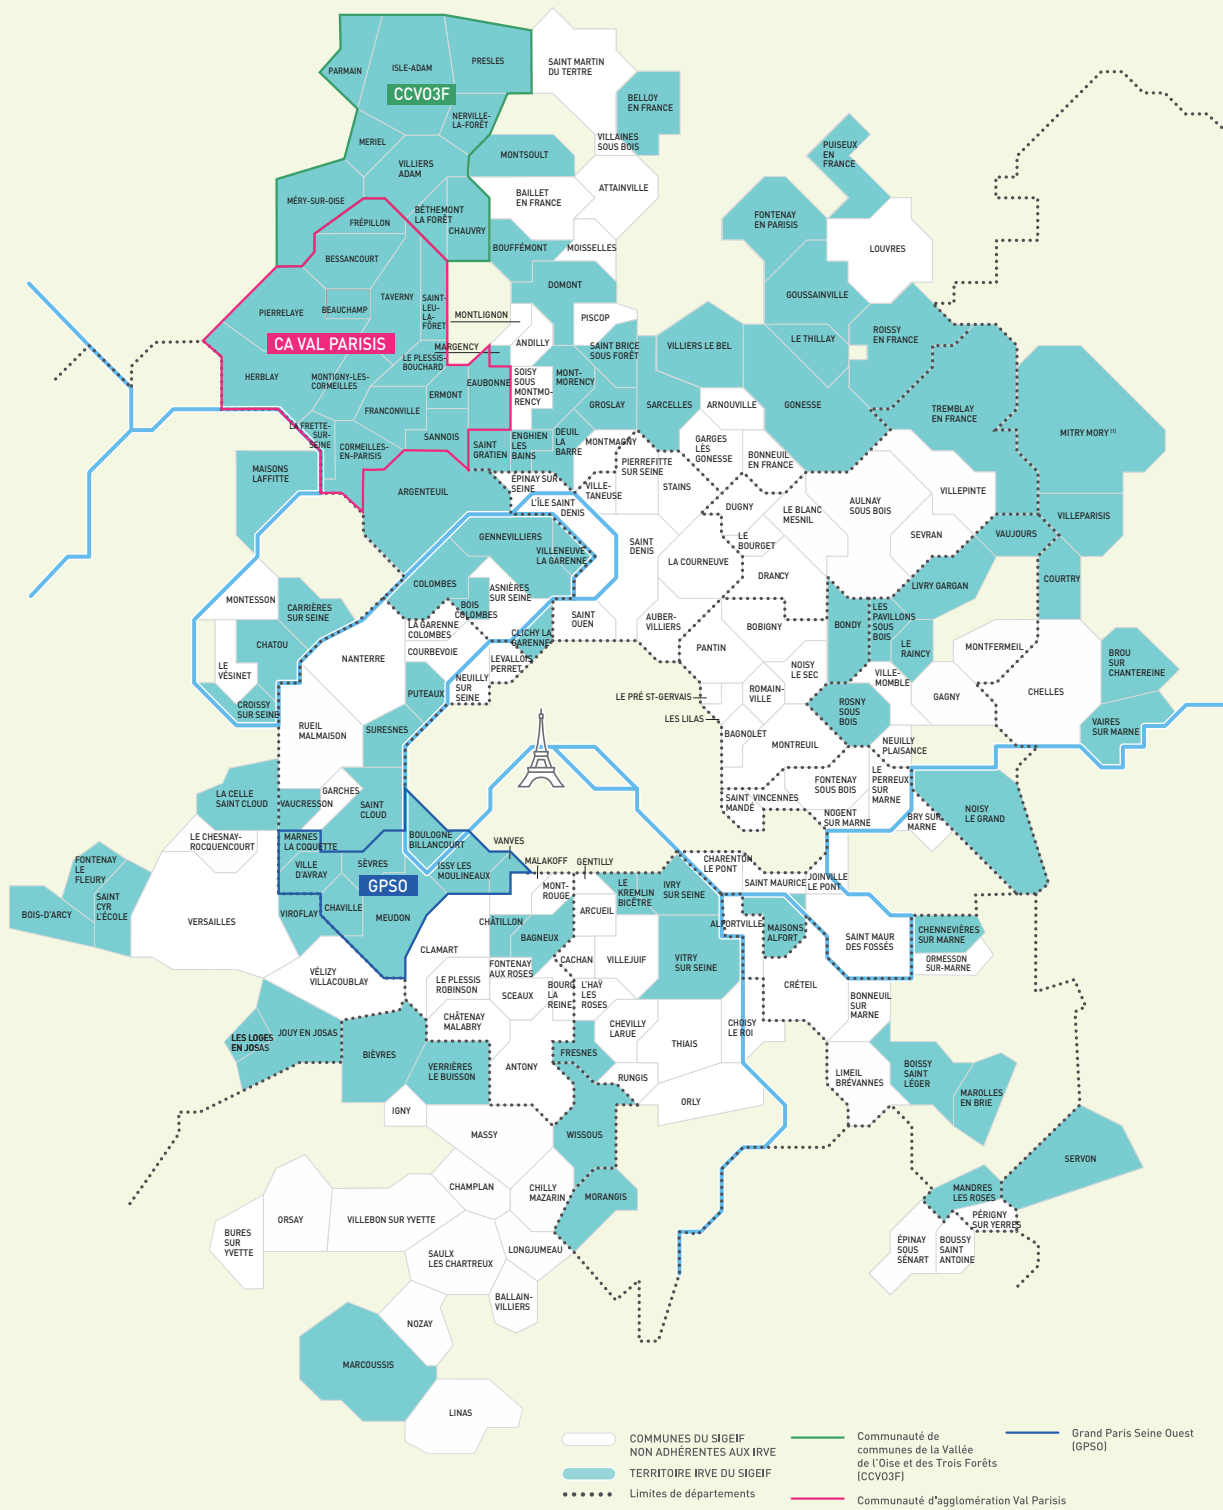 SAINT MARTIN
DU TERTRE
PARMAIN
ISLE-ADAM
PRESLES
CCVO3F
BELLOY
EN FRANCE
NERVILLE-
LA-FORÊT
MERIEL
VILLAINES
SOUS BOIS
PUISEUX
EN
FRANCE
VILLIERS
ADAM
MONTSOULT
BAILLET
EN FRANCE
ATTAINVILLE
MÉRY-SUR-OISE
FRÉPILLON
BÉTHEMONT
LA FORÊT
CHAUVRY
FONTENAY
EN PARISIS
BOUFFÉMONT
MOISSELLES
LOUVRES
BESSANCOURT
DOMONT
GOUSSAINVILLE
PIERRELAYE
BEAUCHAMP
TAVERNY
SAINT-
LEU-
LA-
FÔRET
MONTLIGNON
PISCOP
CA VAL PARISIS
MARGENCY
ANDILLY
SAINT BRICE
SOUS FORÊT
VILLIERS LE BEL
LE THILLAY
ROISSY
EN FRANCE
LE PLESSIS-
BOUCHARD
HERBLAY
MONTIGNY-LES-
CORMEILLES
EAUBONNE
SOISY
SOUS
MONTMO-
RENCY
MONT-
MORENCY
ERMONT
FRANCONVILLE
GROSLAY
SARCELLES
ARNOUVILLE
GONESSE
TREMBLAY
EN FRANCE
MITRY MORY (1)
LA FRETTE-
SUR-
SEINE
CORMEILLES-
EN-PARISIS
SANNOIS
SAINT
GRATIEN
ENGHIEN
LES
BAINS
DEUIL
LA
BARRE
MONTMAGNY
GARGES
LÈS
GONESSE
BONNEUIL
EN FRANCE
MAISONS
LAFFITTE
PIERREFITTE
SUR SEINE
ARGENTEUIL
ÉPINAY SUR
SEINE
VILLE-
TANEUSE
STAINS
VILLEPINTE
L'ÎLE SAINT
DENIS
DUGNY
LE BLANC
MESNIL
AULNAY
SOUS BOIS
VILLEPARISIS
GENNEVILLIERS
VILLENEUVE
LA GARENNE
SAINT
DENIS
LE
BOURGET
SEVRAN
VAUJOURS
LA COURNEUVE
DRANCY
COLOMBES
ASNIÈRES
SUR SEINE
LIVRY GARGAN
COURTRY
MONTESSON
CARRIÈRES
SUR SEINE
BOIS
COLOMBES
SAINT
OUEN
AUBER-
VILLIERS
BOBIGNY
BONDY
LES
PAVILLONS
SOUS
BOIS
LA GARENNE
COLOMBES
CLICHY LA
GARENNE
CHATOU
NANTERRE
COURBEVOIE
LEVALLOIS
PERRET
PANTIN
NOISY
LE SEC
LE
RAINCY
MONTFERMEIL
BROU
SUR
CHANTEREINE
LE
VÉSINET
NEUILLY
SUR
SEINE
PUTEAUX
LE PRÉ ST-GERVAIS
ROMAIN-
VILLE
VILLE-
MOMBLE
GAGNY
CHELLES
CROISSY
SUR SEINE
LES LILAS
ROSNY
SOUS
BOIS
RUEIL
MALMAISON
SURESNES
BAGNOLET
MONTREUIL
NEUILLY
PLAISANCE
VAIRES
SUR MARNE
LA CELLE
SAINT CLOUD
VAUCRESSON
GARCHES
SAINT
CLOUD
FONTENAY
SOUS BOIS
LE
PERREUX
SUR
MARNE
SAINT
MANDÉ
VINCENNES
NOGENT
SUR MARNE
BRY SUR
MARNE
NOISY
LE GRAND
LE CHESNAY-
ROCQUENCOURT
MARNES
LA COQUETTE
BOULOGNE
BILLANCOURT
VANVES
FONTENAY
LE
FLEURY
VILLE
D'AVRAY
SÈVRES
ISSY LES
MOULINEAUX
MALAKOFF
GENTILLY
CHARENTON
LE PONT
SAINT MAURICE
JOINVILLE
LE PONT
GPSO
MONT-
ROUGE
LE
KREMLIN
BICÊTRE
IVRY
SUR SEINE
SAINT
CYR
L'ÉCOLE
BOIS-D'ARCY
VERSAILLES
VIROFLAY
CHAVILLE
MEUDON
CHÂTILLON
ARCUEIL
ALFORTVILLE
MAISONS
ALFORT
SAINT MAUR
DES FOSSÉS
CHENNEVIÈRES
SUR MARNE
BAGNEUX
CLAMART
FONTENAY
AUX ROSES
CACHAN
VILLEJUIF
VITRY
SUR SEINE
ORMESSON
SUR-MARNE
VÉLIZY
VILLACOUBLAY
LE PLESSIS
ROBINSON
SCEAUX
BOURG
LA
REINE
L'HAŸ
LES
ROSES
CRÉTEIL
BONNEUIL
SUR
MARNE
CHÂTENAY
MALABRY
CHEVILLY
LARUE
CHOISY
LE ROI
LES LOGES
EN JOSAS
JOUY EN JOSAS
BIÈVRES
VERRIÈRES
LE BUISSON
ANTONY
FRESNES
THIAIS
RUNGIS
LIMEIL
BRÉVANNES
BOISSY
SAINT
LÉGER
MAROLLES
EN BRIE
IGNY
ORLY
MASSY
WISSOUS
SERVON
CHAMPLAN
CHILLY
MAZARIN
MORANGIS
MANDRES
LES ROSES
BURES
SUR
YVETTE
ORSAY
VILLEBON SUR YVETTE
PÉRIGNY
SUR YERRES
ÉPINAY
SOUS
SÉNART
BOUSSY
SAINT
ANTOINE
SAULX
LES CHARTREUX
LONGJUMEAU
BALLAIN-
VILLIERS
NOZAY
MARCOUSSIS
LINAS
COMMUNES DU SIGEIF
NON ADHÉRENTES AUX IRVE
TERRITOIRE IRVE DU SIGEIF
Limites de départements
Communauté de
communes de la Vallée
de l'Oise et des Trois Forêts
(CCVO3F)
Communauté d'agglomération Val Parisis
Grand Paris Seine Ouest
(GPSO)